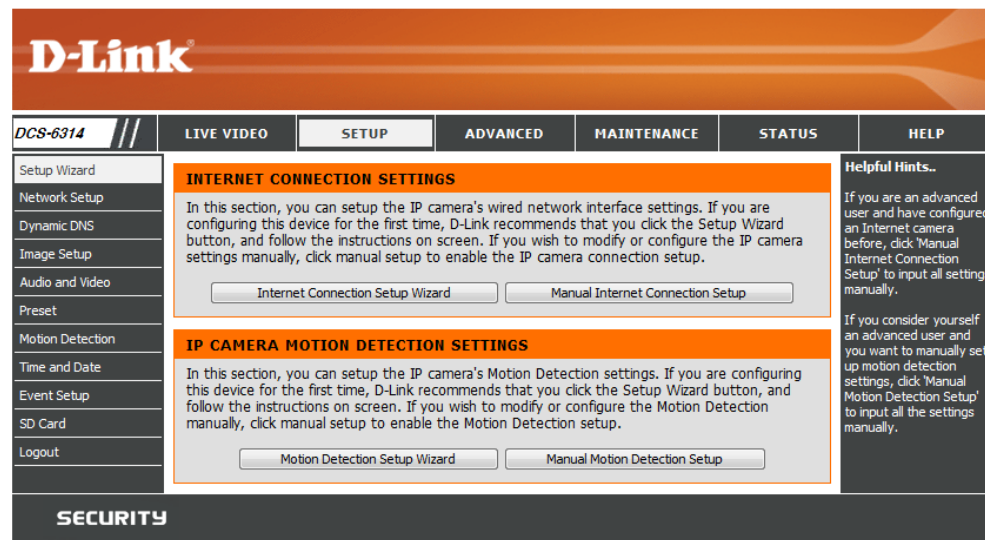 D-Link®
DCS-6314
LIVE VIDEO
SETUP
ADVANCED
MAINTENANCE
STATUS
HELP
Setup Wizard
Network Setup
Dynamic DNS
Image Setup
Audio and Video
Preset
Motion Detection
Time and Date
Event Setup
SD Card
Logout
INTERNET CONNECTION SETTINGS
In this section, you can setup the IP camera's wired network interface settings. If you are
configuring this device for the first time, D-Link recommends that you click the Setup Wizard
button, and follow the instructions on screen. If you wish to modify or configure the IP camera
settings manually, click manual setup to enable the IP camera connection setup.
Internet Connection Setup Wizard
Manual Internet Connection Setup
IP CAMERA MOTION DETECTION SETTINGS
In this section, you can setup the IP camera's Motion Detection settings. If you are configuring
this device for the first time, D-Link recommends that you click the Setup Wizard button, and
follow the instructions on screen. If you wish to modify or configure the Motion Detection
manually, click manual setup to enable the Motion Detection setup.
Motion Detection Setup Wizard
Manual Motion Detection Setup
Helpful Hints..
If you are an advanced
user and have configured
an Internet camera
before, click 'Manual
Internet Connection
Setup' to input all setting
manually.
If you consider yourself
an advanced user and
you want to manually set
up motion detection
settings, click 'Manual
Motion Detection Setup'
to input all the settings
manually.
SECURITY